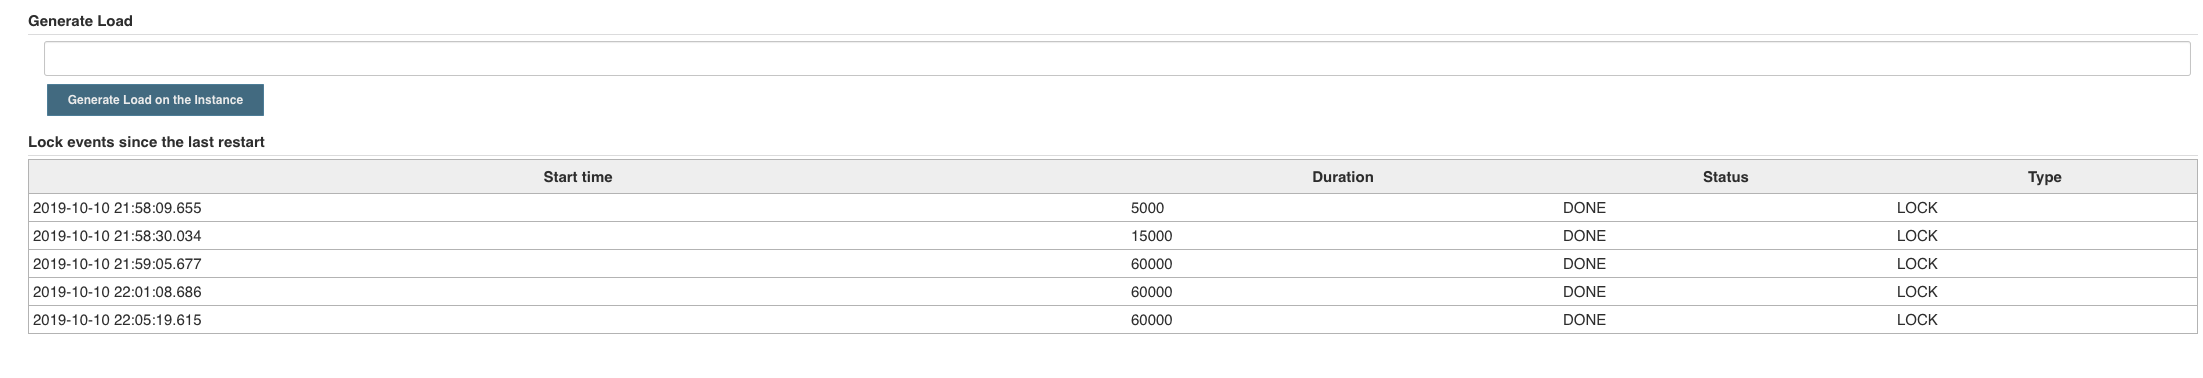 Generate Load
Generate Load on the Instance
Lock events since the last restart
Start time Duration Status Type
2019-10-10 21:58:09.655 5000 DONE LOCK
2019-10-10 21:58:30.034 15000 DONE LOCK
2019-10-10 21:59:05.677 60000 DONE LOCK
2019-10-10 22:01:08.686 60000 DONE LOCK
2019-10-10 22:05:19.615 60000 DONE LOCK